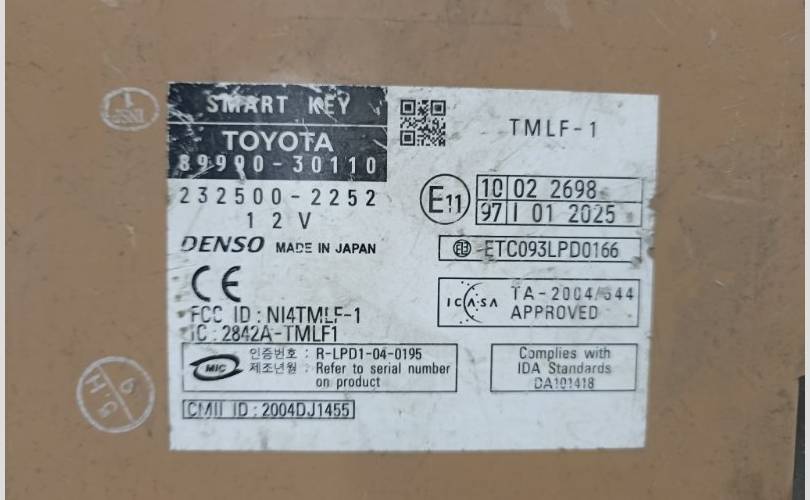 SMART KEY
TOYOTA
89990-30110
232500-2252
12V
DENSO MADE IN JAPAN
CE
FCC ID : NI4TMLF-1
IC : 2842A-TMLF1
MIC 인증번호 : R-LPD1-04-0195
제조년월 : Refer to serial number
on product
CMII ID : 2004DJ1455
TMLF-1
E11
10 02 2698
97 I 01 2025
ETC093LPD0166
ICASA TA-2004/544
APPROVED
Complies with
IDA Standards
DA101418
INSP
1
9